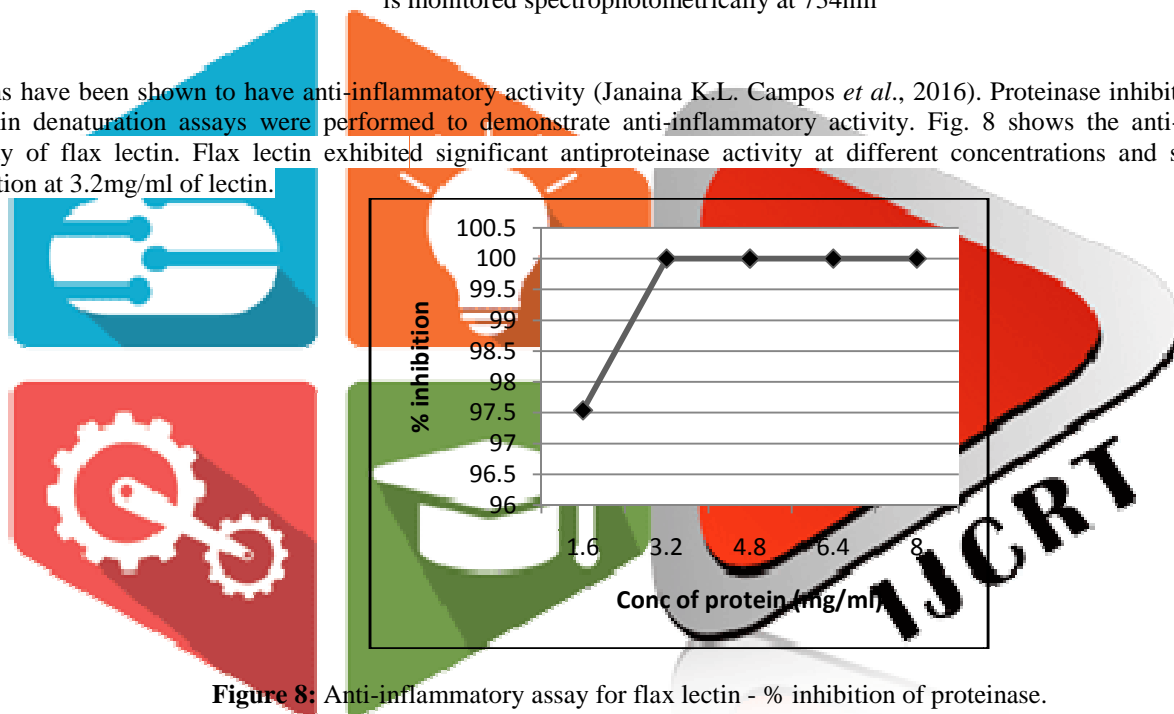 is monitored spectrophotometrically at 734nm
ns have been shown to have anti-inflammatory activity (Janaina K.L. Campos et al., 2016). Proteinase inhibit
in denaturation assays were performed to demonstrate anti-inflammatory activity. Fig. 8 shows the anti-
y of flax lectin. Flax lectin exhibited significant antiproteinase activity at different concentrations and s
tion at 3.2mg/ml of lectin.
100.5
100
99.5
99
98.5
98
97.5
97
96.5
96
% inhibition
1.6 3.2 4.8 6.4 8
Conc of protein (mg/ml)
IJCRT
Figure 8: Anti-inflammatory assay for flax lectin - % inhibition of proteinase.